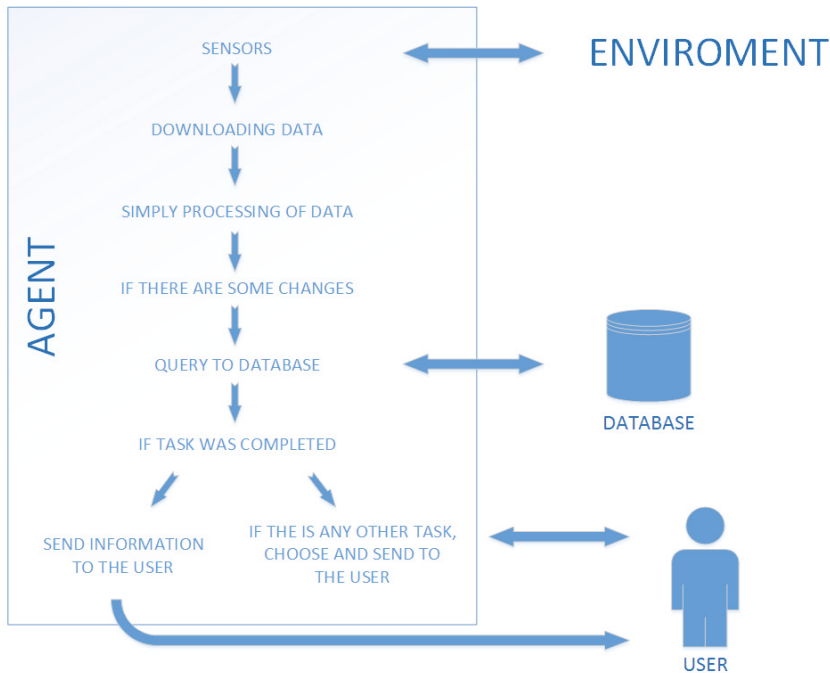 SENSORS
ENVIROMENT
DOWNLOADING DATA
SIMPLY PROCESSING OF DATA
AGENT
IF THERE ARE SOME CHANGES
QUERY TO DATABASE
DATABASE
IF TASK WAS COMPLETED
SEND INFORMATION
TO THE USER
IF THE IS ANY OTHER TASK,
CHOOSE AND SEND TO
THE USER
USER